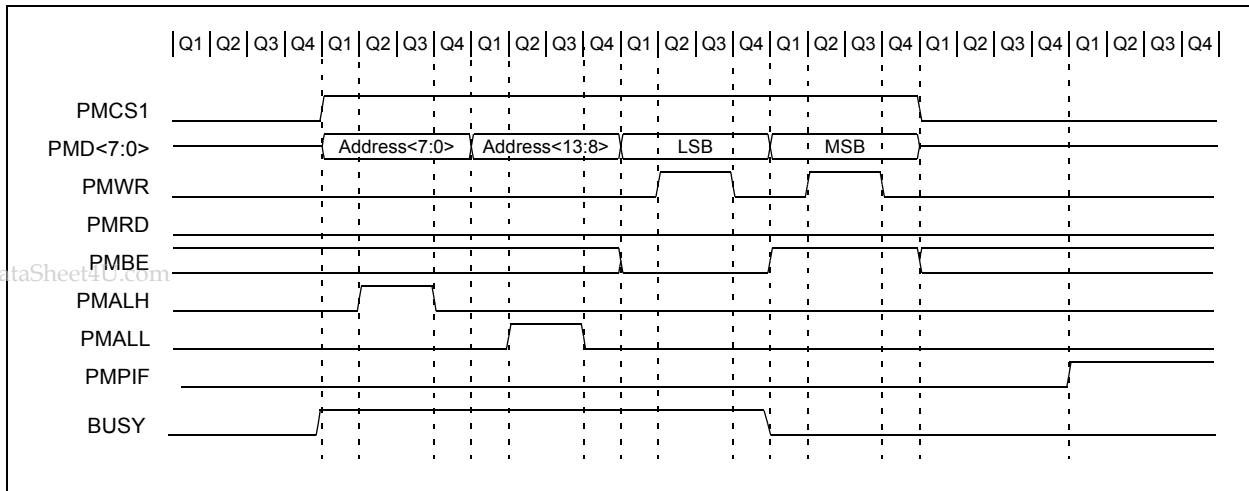 Q1 Q2 Q3 Q4 Q1 Q2 Q3 Q4 Q1 Q2 Q3 Q4 Q1 Q2 Q3 Q4 Q1 Q2 Q3 Q4 Q1 Q2 Q3 Q4 Q1 Q2 Q3 Q4
PMCS1
PMD<7:0> Address<7:0> Address<13:8> LSB MSB
PMWR
PMRD
PMBE
ataSheet4U.com
PMALH
PMALL
PMPIF
BUSY